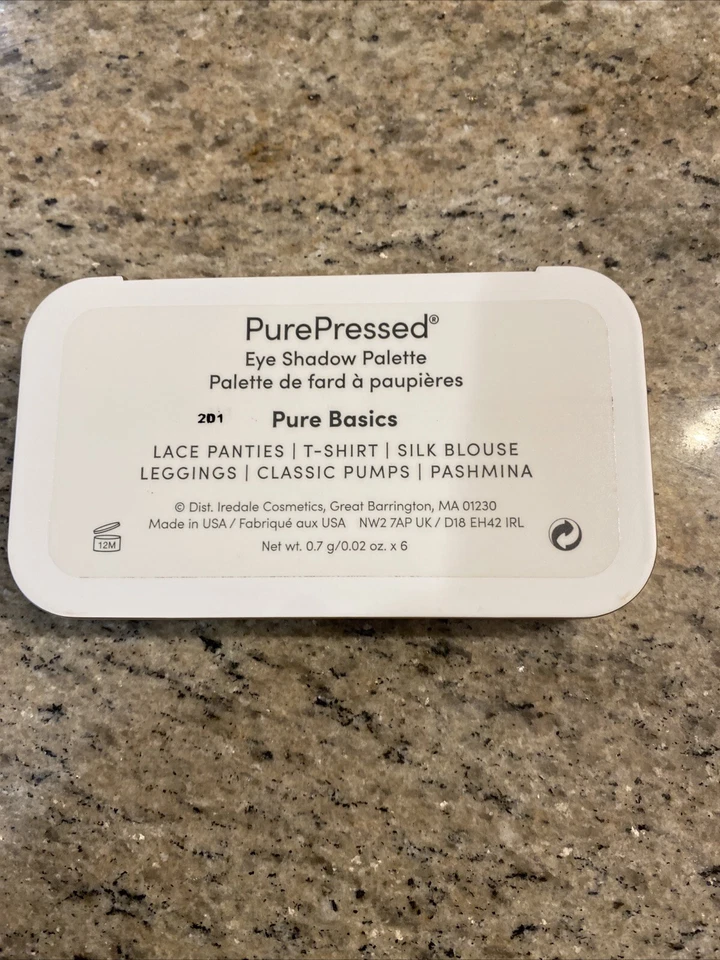 PurePressed®
Eye Shadow Palette
Palette de fard à paupières
2D1 Pure Basics
LACE PANTIES | T-SHIRT | SILK BLOUSE
LEGGINGS | CLASSIC PUMPS | PASHMINA
© Dist. Iredale Cosmetics, Great Barrington, MA 01230
Made in USA / Fabriqué aux USA NW2 7AP UK / D18 EH42 IRL
12M
Net wt. 0.7 g/0.02 oz. x 6